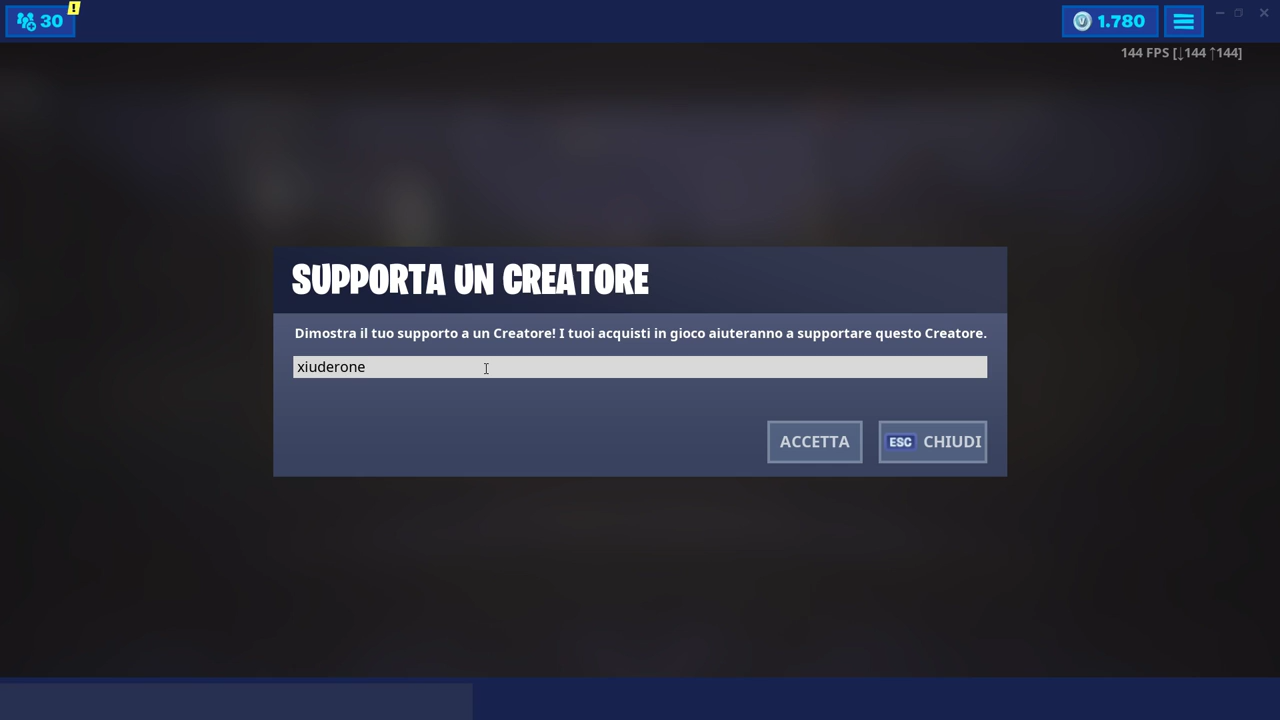 30
!
1.780
144 FPS [↓144 ↑144]
SUPPORTA UN CREATORE
Dimostra il tuo supporto a un Creatore! I tuoi acquisti in gioco aiuteranno a supportare questo Creatore.
xiuderone
ACCETTA
ESC CHIUDI